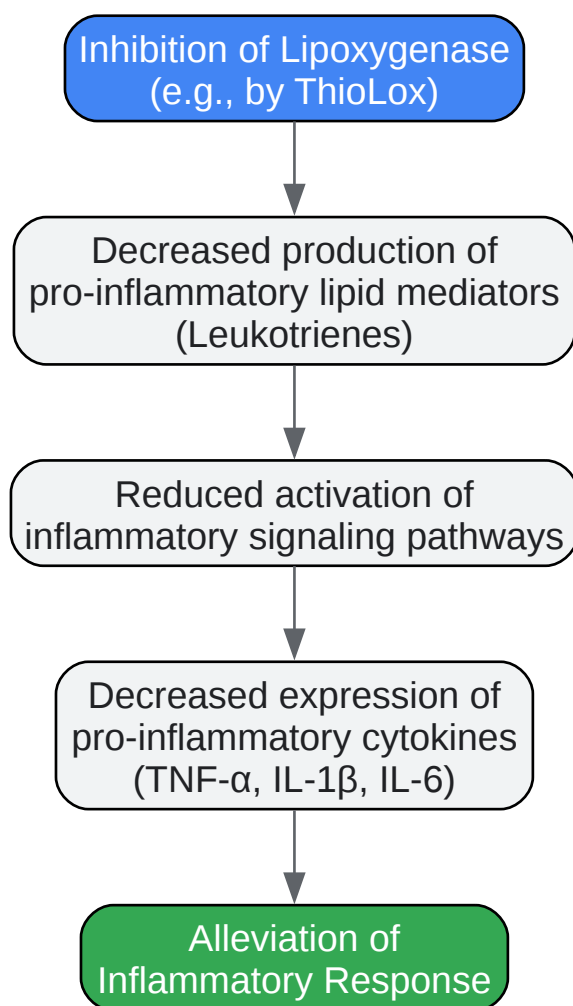 Inhibition of Lipoxygenase
(e.g., by ThioLox)
Decreased production of
pro-inflammatory lipid mediators
(Leukotrienes)
Reduced activation of
inflammatory signaling pathways
Decreased expression of
pro-inflammatory cytokines
(TNF-α, IL-1β, IL-6)
Alleviation of
Inflammatory Response